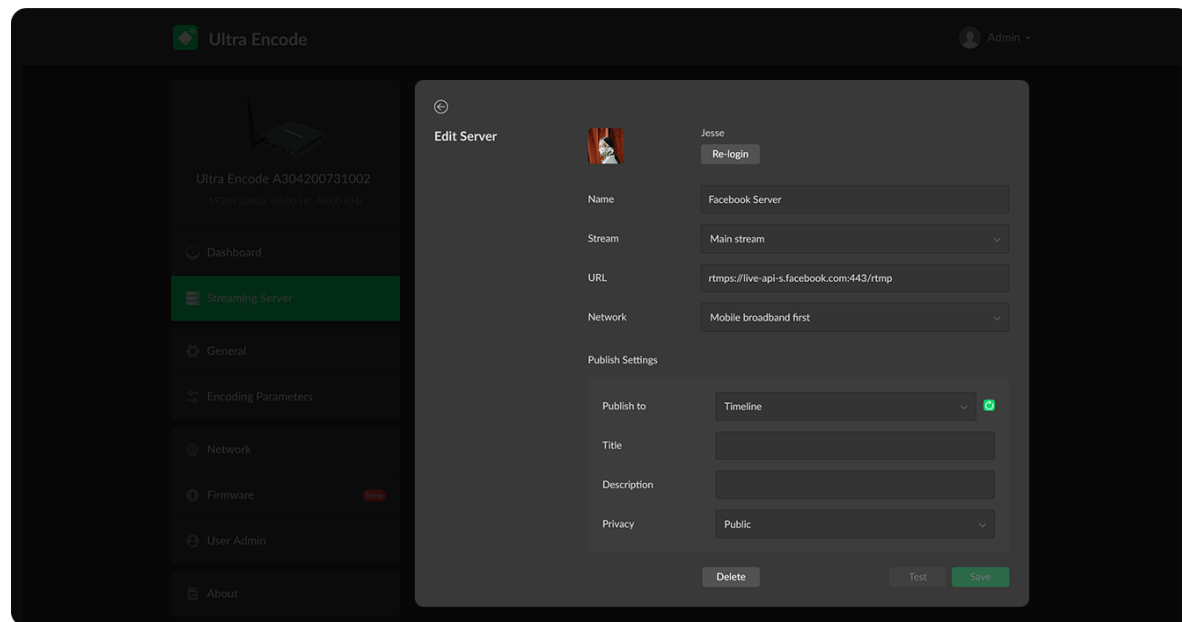 Ultra Encode
Admin
Ultra Encode A304200731002
1920×1080p, 60.00 Hz, 48.00 KHz
Dashboard
Streaming Server
General
Encoding Parameters
Network
Firmware
New
User Admin
About
Edit Server
Jesse
Re-login
Name
Facebook Server
Stream
Main stream
URL
rtmps://live-api-s.facebook.com:443/rtmp
Network
Mobile broadband first
Publish Settings
Publish to
Timeline
Title
Description
Privacy
Public
Delete
Test
Save